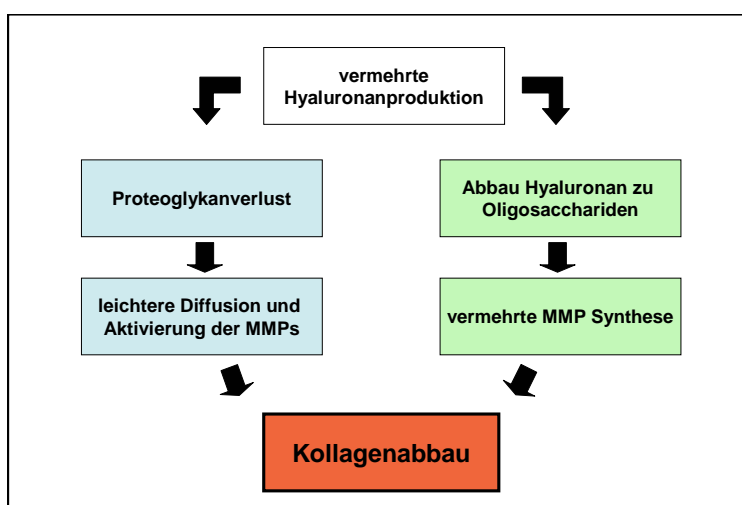 vermehrte
Hyaluronanproduktion
Proteoglykanverlust
Abbau Hyaluronan zu
Oligosacchariden
leichtere Diffusion und
Aktivierung der MMPs
vermehrte MMP Synthese
Kollagenabbau